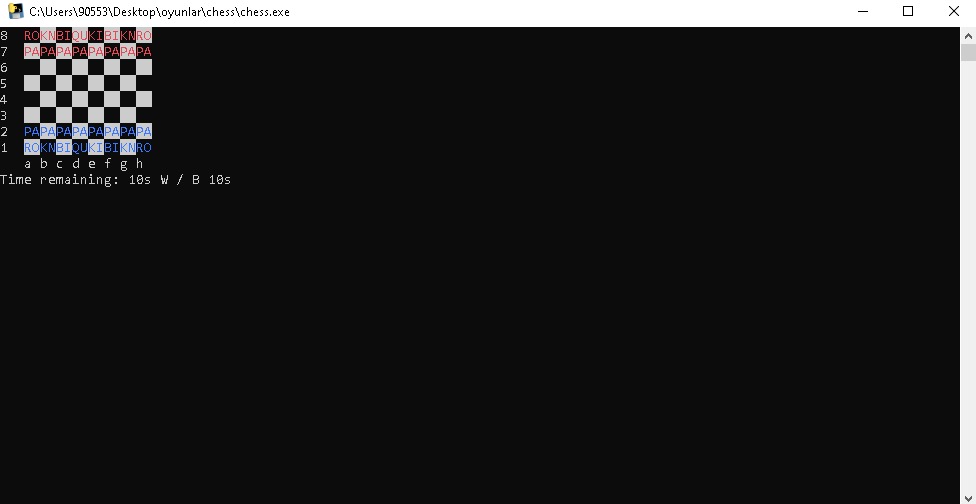 C:\Users\90553\Desktop\oyunlar\chess\chess.exe
8 ROKNBIQUKIBIKNRO
7 PAPAPAPAPAPAPAPA
6
5
4
3
2 PAPAPAPAPAPAPAPA
1 ROKNBIQUKIBIKNRO
a b c d e f g h
Time remaining: 10s W / B 10s